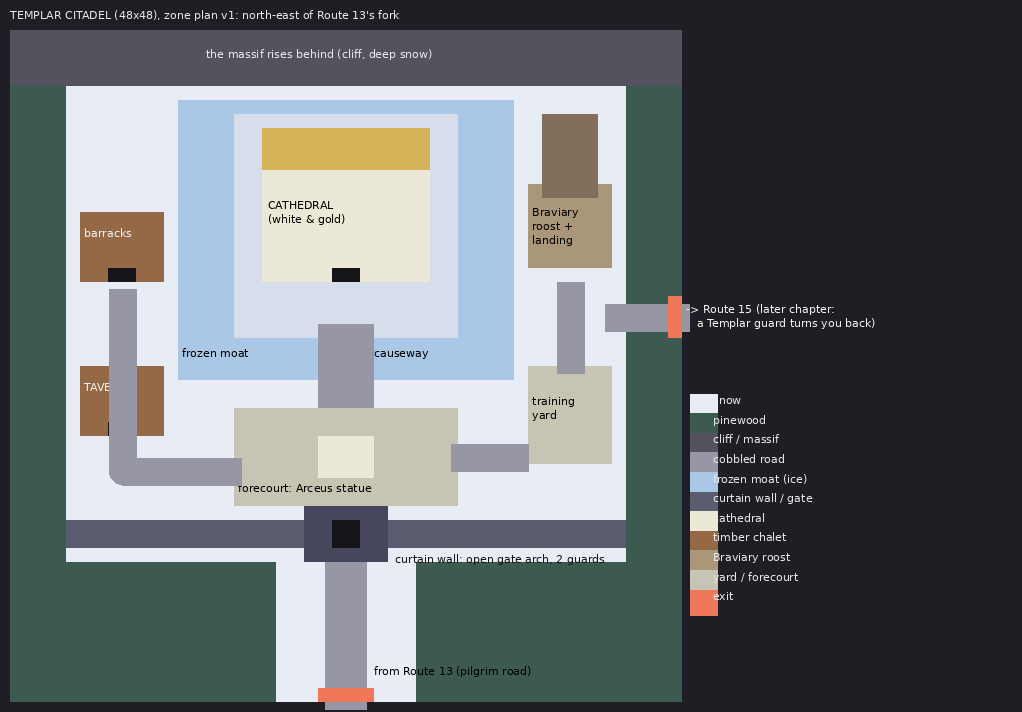 TEMPLAR CITADEL (48x48), zone plan v1: north-east of Route 13's fork
the massif rises behind (cliff, deep snow)
CATHEDRAL
(white & gold)
Braviary
roost +
landing
barracks
-> Route 15 (later chapter:
a Templar guard turns you back)
frozen moat
causeway
TAVE
training
yard
now
pinewood
cliff / massif
cobbled road
frozen moat (ice)
forecourt: Arceus statue
curtain wall / gate
cathedral
timber chalet
curtain wall: open gate arch, 2 guards
Braviary roost
yard / forecourt
exit
from Route 13 (pilgrim road)